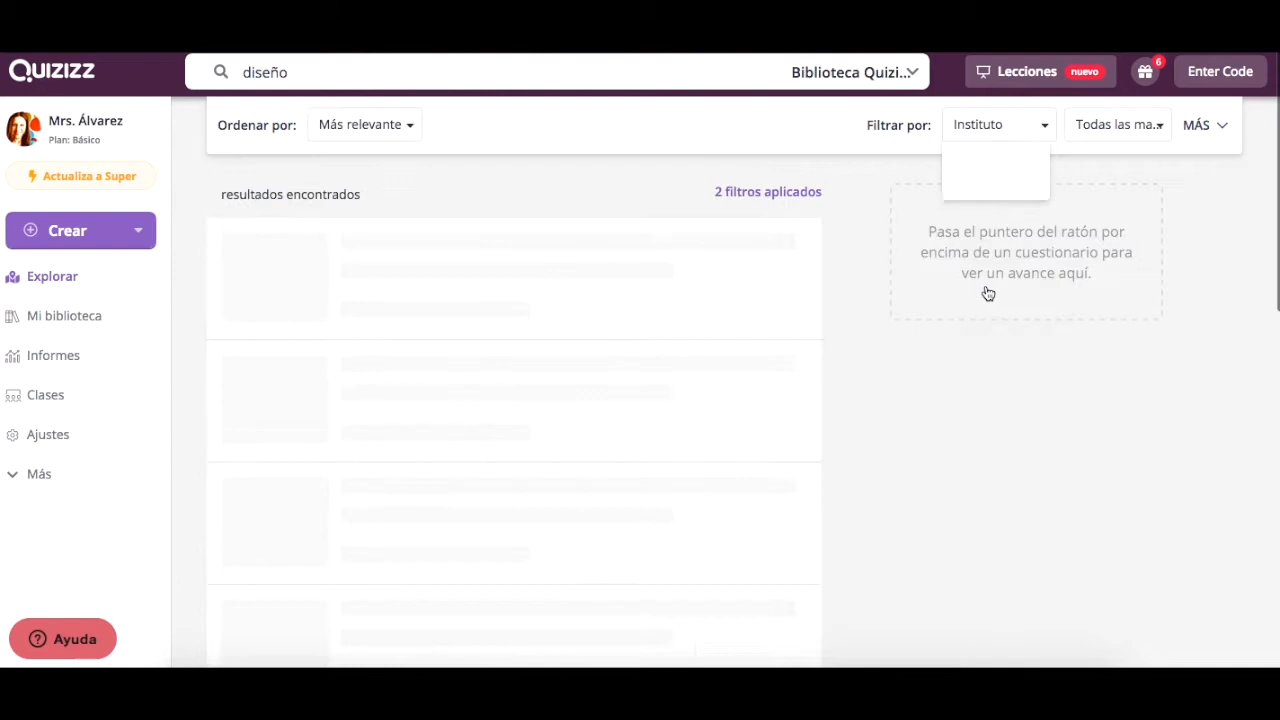 QUIZIZZ
diseño
Biblioteca Quizi...
Lecciones nuevo
6
Enter Code
Mrs. Álvarez
Plan: Básico
Actualiza a Super
Crear
Explorar
Mi biblioteca
Informes
Clases
Ajustes
Más
Ayuda
Ordenar por: Más relevante
Filtrar por: Instituto Todas las ma... MÁS
resultados encontrados
2 filtros aplicados
Pasa el puntero del ratón por
encima de un cuestionario para
ver un avance aquí.